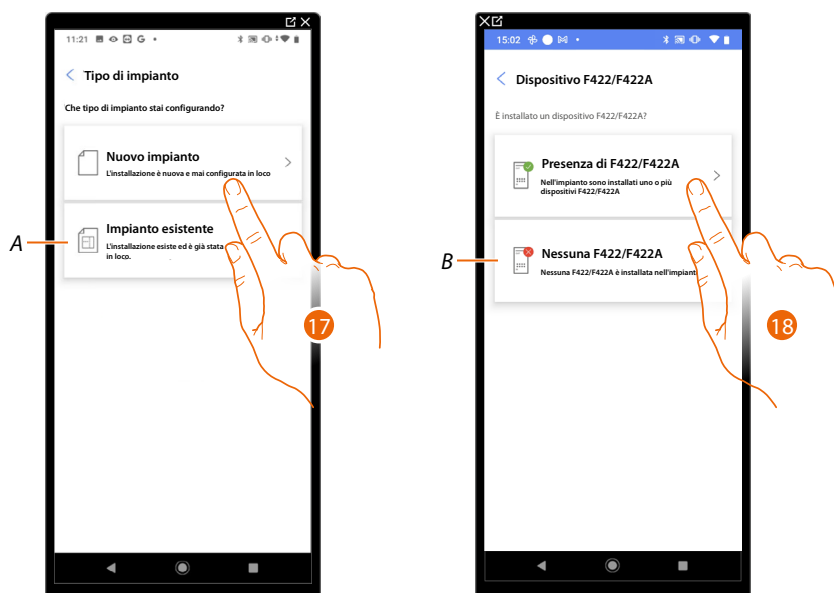 11:21 G
Tipo di impianto
Che tipo di impianto stai configurando?
Nuovo impianto
L'installazione è nuova e mai configurata in loco
A
Impianto esistente
L'installazione esiste ed è già stata
in loco.
17
15:02
Dispositivo F422/F422A
È installato un dispositivo F422/F422A?
Presenza di F422/F422A
Nell'impianto sono installati uno o più
dispositivi F422/F422A
B
Nessuna F422/F422A
Nessuna F422/F422A è installata nell'impiant
18